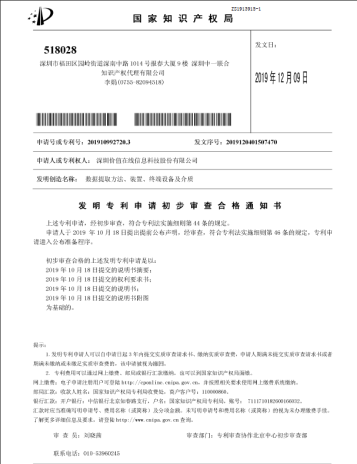 ZI1915915-1
国家知识产权局
518028
发文日：
深圳市福田区园岭街道深南中路 1014 号报春大厦 9 楼 深圳中一联合
知识产权代理有限公司
(0755-82094518)
2019年12月09日
申请号或专利号：201910992720.3
发文序号：2019120401507470
申请人或专利权人： 深圳价值在线信息科技股份有限公司
发明创造名称： 数据提取方法、装置、终端设备及介质
发明专利申请初步审查合格通知书
上述专利申请，经初步审查，符合专利法实施细则第 44 条的规定。
申请人于 2019 年 10 月 18 日提出提前公布声明，经审查，符合专利法实施细则第 46 条的规定，专利申
请进入公布准备程序。
初步审查合格的上述发明专利申请是以：
2019 年 10 月 18 日提交的说明书摘要；
2019 年 10 月 18 日提交的权利要求书；
2019 年 10 月 18 日提交的说明书；
2019 年 10 月 18 日提交的说明书附图
为基础的。
提示：
1.发明专利申请人可以自申请日起 3 年内提交实质审查请求书、缴纳实质审查费，申请人期满未提交实质审查请求书或者
期满未缴纳或未缴足实质审查费的，该申请被视为撤回。
2. 专利费用可以通过网上缴费、邮局或银行汇款缴纳，也可以到国家知识产权局面缴。
网上缴费：电子申请注册用户可登陆 http://cponline.cnipa.gov.cn，并按照相关要求使用网上缴费系统缴纳。
邮局汇款：收款人姓名：国家知识产权局专利局收费处，商户客户号：110000860。
银行汇款：开户银行：中信银行北京知春路支行，户名：国家知识产权局专利局，账号：7111710182600166032。
汇款时应当准确写明申请号、费用名称（或简称）及分项金额。未写明申请号和费用名称（或简称）的视为未办理缴费手续。
了解更多详细信息及要求，请登陆 http://www.cnipa.gov.cn 查询。
审 查 员： 刘晓燕
审查部门：专利审查协作北京中心初步审查部
联系电话：010-53960245